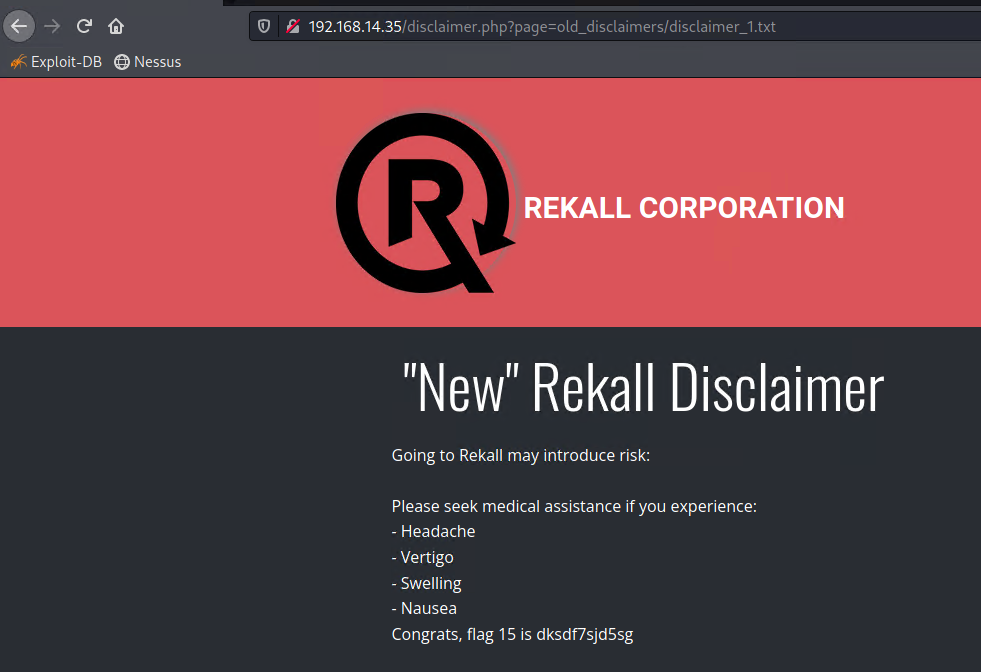 192.168.14.35/disclaimer.php?page=old_disclaimers/disclaimer_1.txt
Exploit-DB Nessus
R
REKALL CORPORATION
"New" Rekall Disclaimer
Going to Rekall may introduce risk:
Please seek medical assistance if you experience:
- Headache
- Vertigo
- Swelling
- Nausea
Congrats, flag 15 is dksdf7sjd5sg